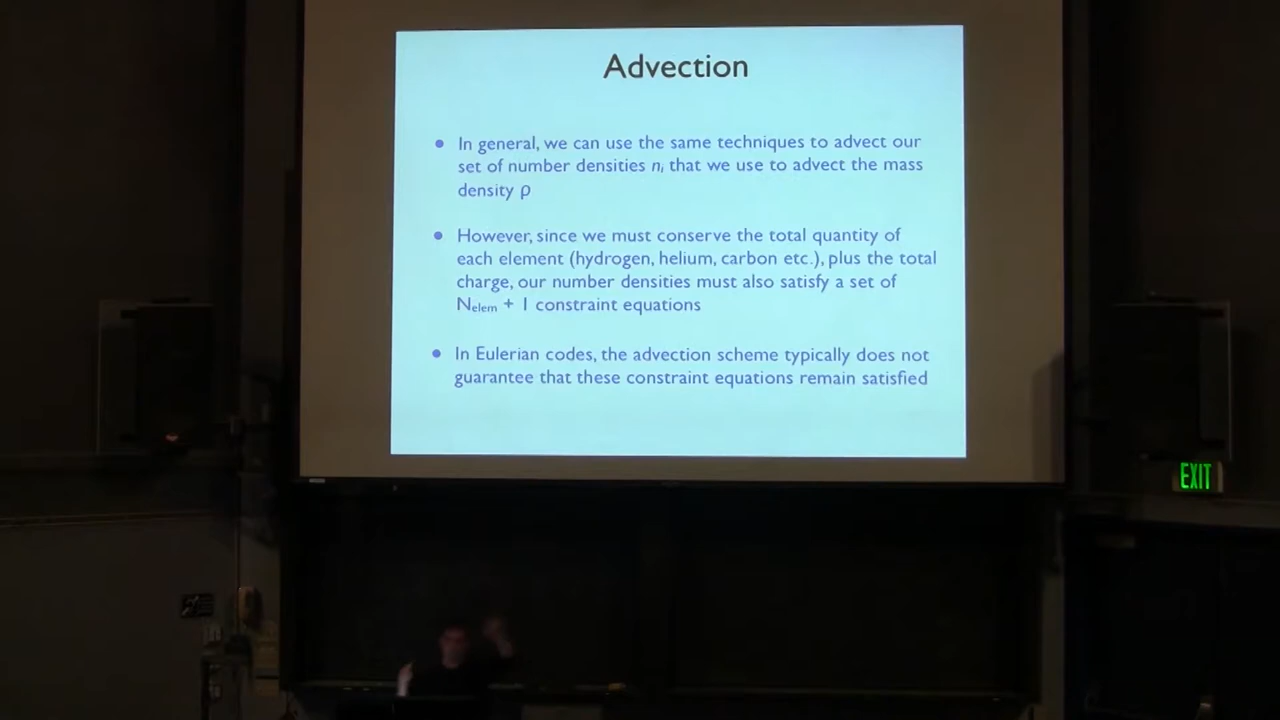 Advection
• In general, we can use the same techniques to advect our
set of number densities nᵢ that we use to advect the mass
density ρ
• However, since we must conserve the total quantity of
each element (hydrogen, helium, carbon etc.), plus the total
charge, our number densities must also satisfy a set of
Nelem + 1 constraint equations
• In Eulerian codes, the advection scheme typically does not
guarantee that these constraint equations remain satisfied
EXIT